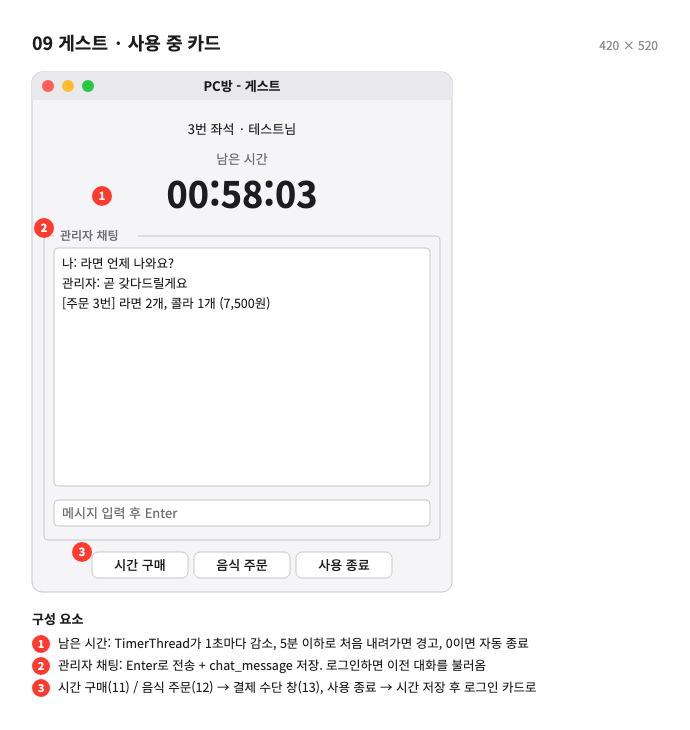 09 게스트 · 사용 중 카드
420 × 520
PC방 - 게스트
3번 좌석 · 테스트님
남은 시간
1
00:58:03
2
관리자 채팅
나: 라면 언제 나와요?
관리자: 곧 갖다드릴게요
[주문 3번] 라면 2개, 콜라 1개 (7,500원)
메시지 입력 후 Enter
3
시간 구매
음식 주문
사용 종료
구성 요소
1 남은 시간: TimerThread가 1초마다 감소, 5분 이하로 처음 내려가면 경고, 0이면 자동 종료
2 관리자 채팅: Enter로 전송 + chat_message 저장. 로그인하면 이전 대화를 불러옴
3 시간 구매(11) / 음식 주문(12) → 결제 수단 창(13), 사용 종료 → 시간 저장 후 로그인 카드로